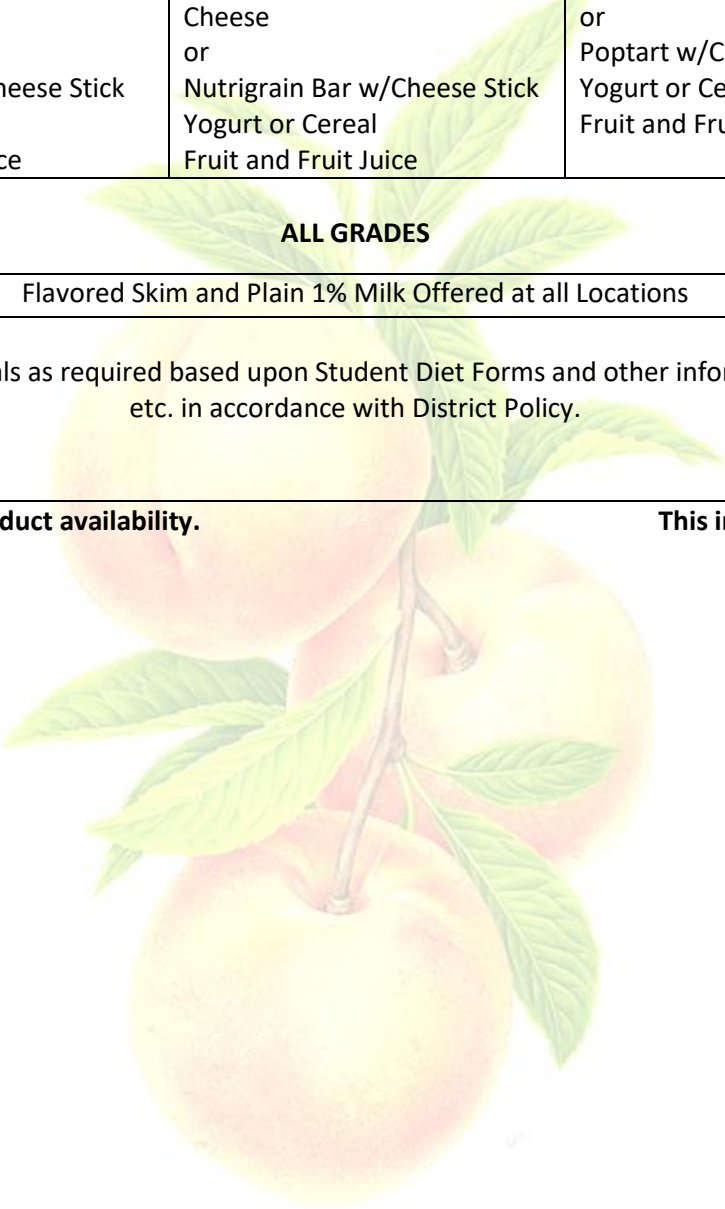 Cheese
or
heese Stick
Nutrigrain Bar w/Cheese Stick
Yogurt or Cereal
ce
Fruit and Fruit Juice
or
Poptart w/C
Yogurt or Ce
Fruit and Fru
ALL GRADES
Flavored Skim and Plain 1% Milk Offered at all Locations
ls as required based upon Student Diet Forms and other infor
etc. in accordance with District Policy.
duct availability. This i